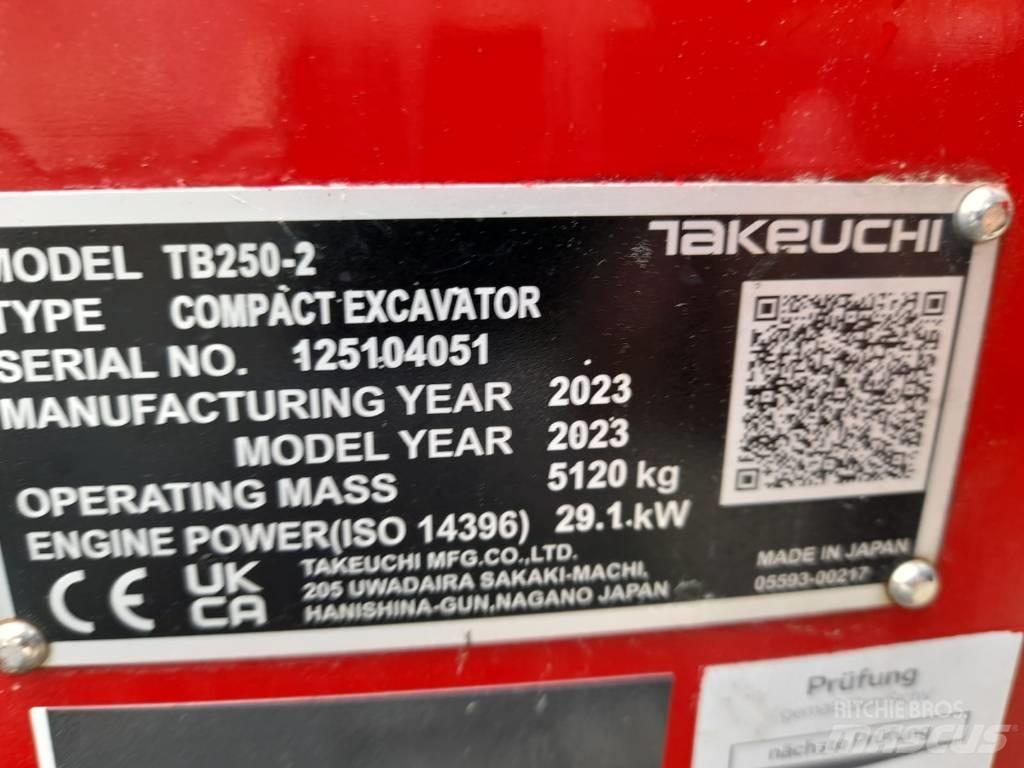 TAKEUCHI
MODEL TB250-2
TYPE COMPACT EXCAVATOR
SERIAL NO. 125104051
MANUFACTURING YEAR 2023
MODEL YEAR 2023
OPERATING MASS 5120 kg
ENGINE POWER(ISO 14396) 29.1 kW
CE UK CA
TAKEUCHI MFG.CO.,LTD.
205 UWADAIRA SAKAKI-MACHI,
HANISHINA-GUN,NAGANO JAPAN
MADE IN JAPAN
05593-00217
Prüfung
nächste
RITCHIE BROS.
MASCUS